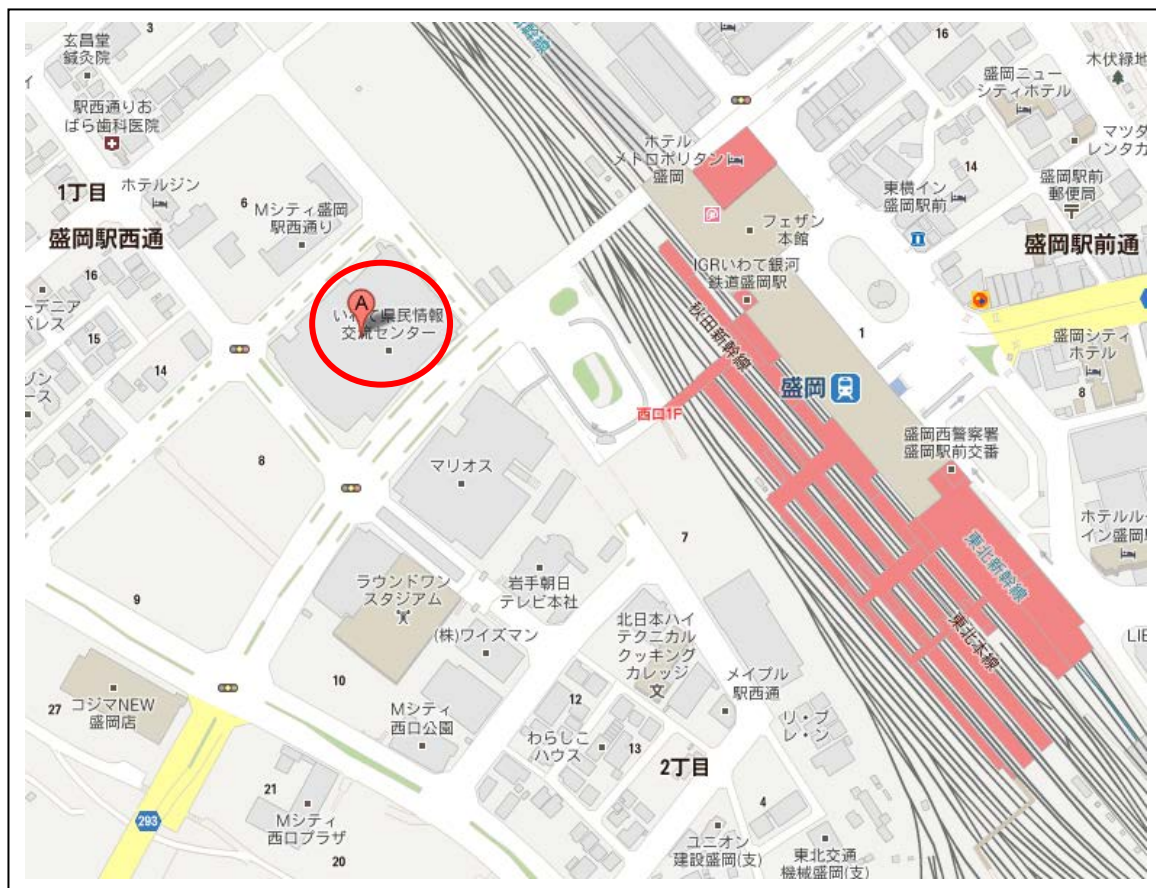 3
玄昌堂
鍼灸院
駅西通りお
ばら歯科医院
1丁目
ホテルジン
盛岡駅西通
6
Mシティ盛岡
駅西通り
16
ーデニア
パレス
15
14
A
いわて県民情報
交流センター
幹線
ホテル
メトロポリタン
盛岡
フェザン
本館
IGRいわて銀河
鉄道盛岡駅
秋田新幹線
西口1F
盛岡
1
16
木伏緑地
盛岡ニュー
シティホテル
マツダ
レンタカ
14
東横イン
盛岡駅前
盛岡駅前
郵便局
盛岡駅前通
盛岡シティ
ホテル
8
盛岡西警察署
盛岡駅前交番
ホテルル
イン盛岡
東北新幹線
東北本線
LIE
8
マリオス
7
9
ラウンドワン
スタジアム
岩手朝日
テレビ本社
(株)ワイズマン
北日本ハイ
テクニカル
クッキング
カレッジ
文
メイプル
駅西通
10
コジマNEW
盛岡店
27
Mシティ
西口公園
12
わらしこ
ハウス
13
リ・ブ
レ・ン
2丁目
293
21
Mシティ
西口プラザ
20
4
ユニオン
建設盛岡(支)
東北交通
機械盛岡(支)